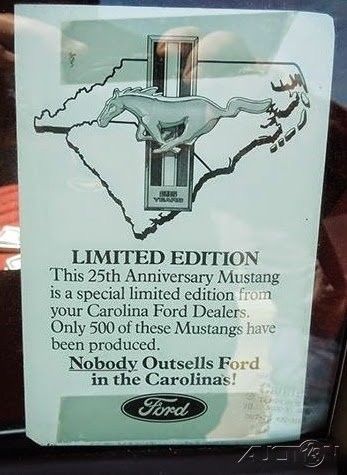 25
YEARS
LIMITED EDITION
This 25th Anniversary Mustang
is a special limited edition from
your Carolina Ford Dealers.
Only 500 of these Mustangs have
been produced.
Nobody Outsells Ford
in the Carolinas!
Ford
AUCTION